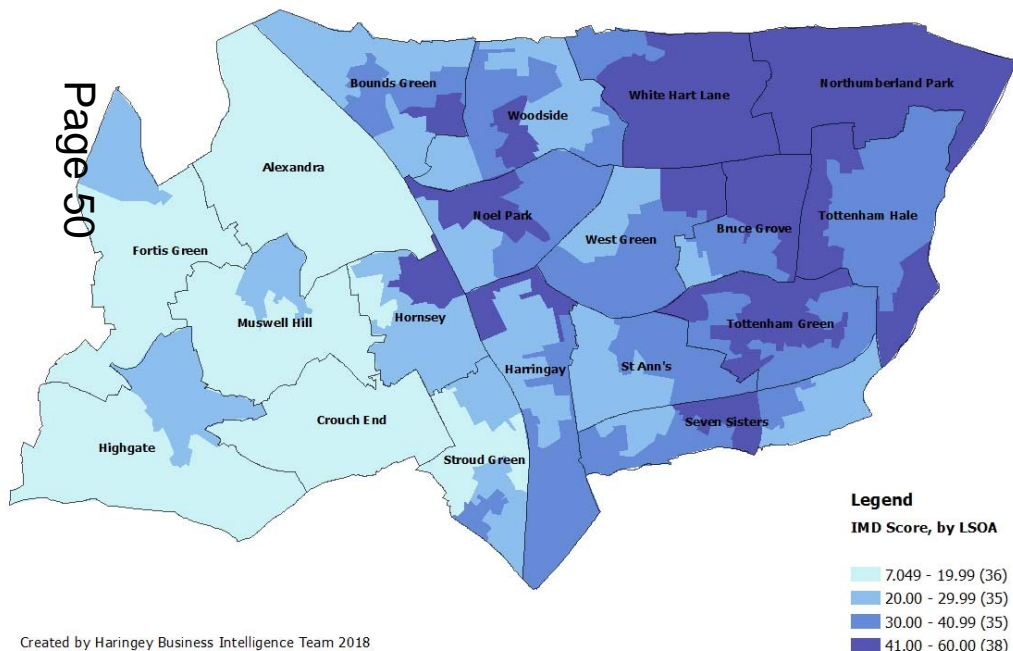 Page 50
Bounds Green
Woodside
White Hart Lane
Northumberland Park
Alexandra
Noel Park
West Green
Bruce Grove
Tottenham Hale
Fortis Green
Muswell Hill
Hornsey
Harringay
St Ann's
Tottenham Green
Highgate
Crouch End
Stroud Green
Seven Sisters
Legend
IMD Score, by LSOA
7.049 - 19.99 (36)
20.00 - 29.99 (35)
30.00 - 40.99 (35)
41.00 - 60.00 (38)
Created by Haringey Business Intelligence Team 2018